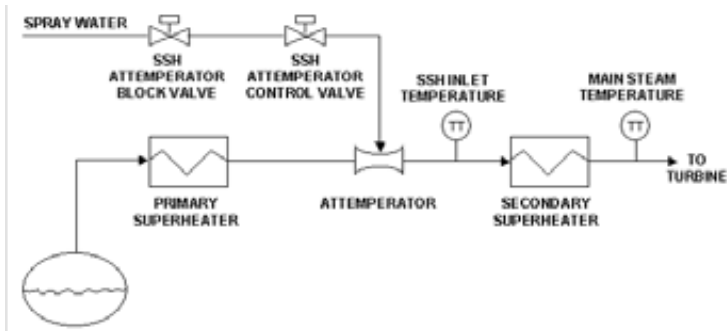 SPRAY WATER
SSH
ATTEMPERATOR
BLOCK VALVE
SSH
ATTEMPERATOR
CONTROL VALVE
SSH INLET
TEMPERATURE
MAIN STEAM
TEMPERATURE
TT
TT
TO
TURBINE
PRIMARY
SUPERHEATER
ATTEMPERATOR
SECONDARY
SUPERHEATER